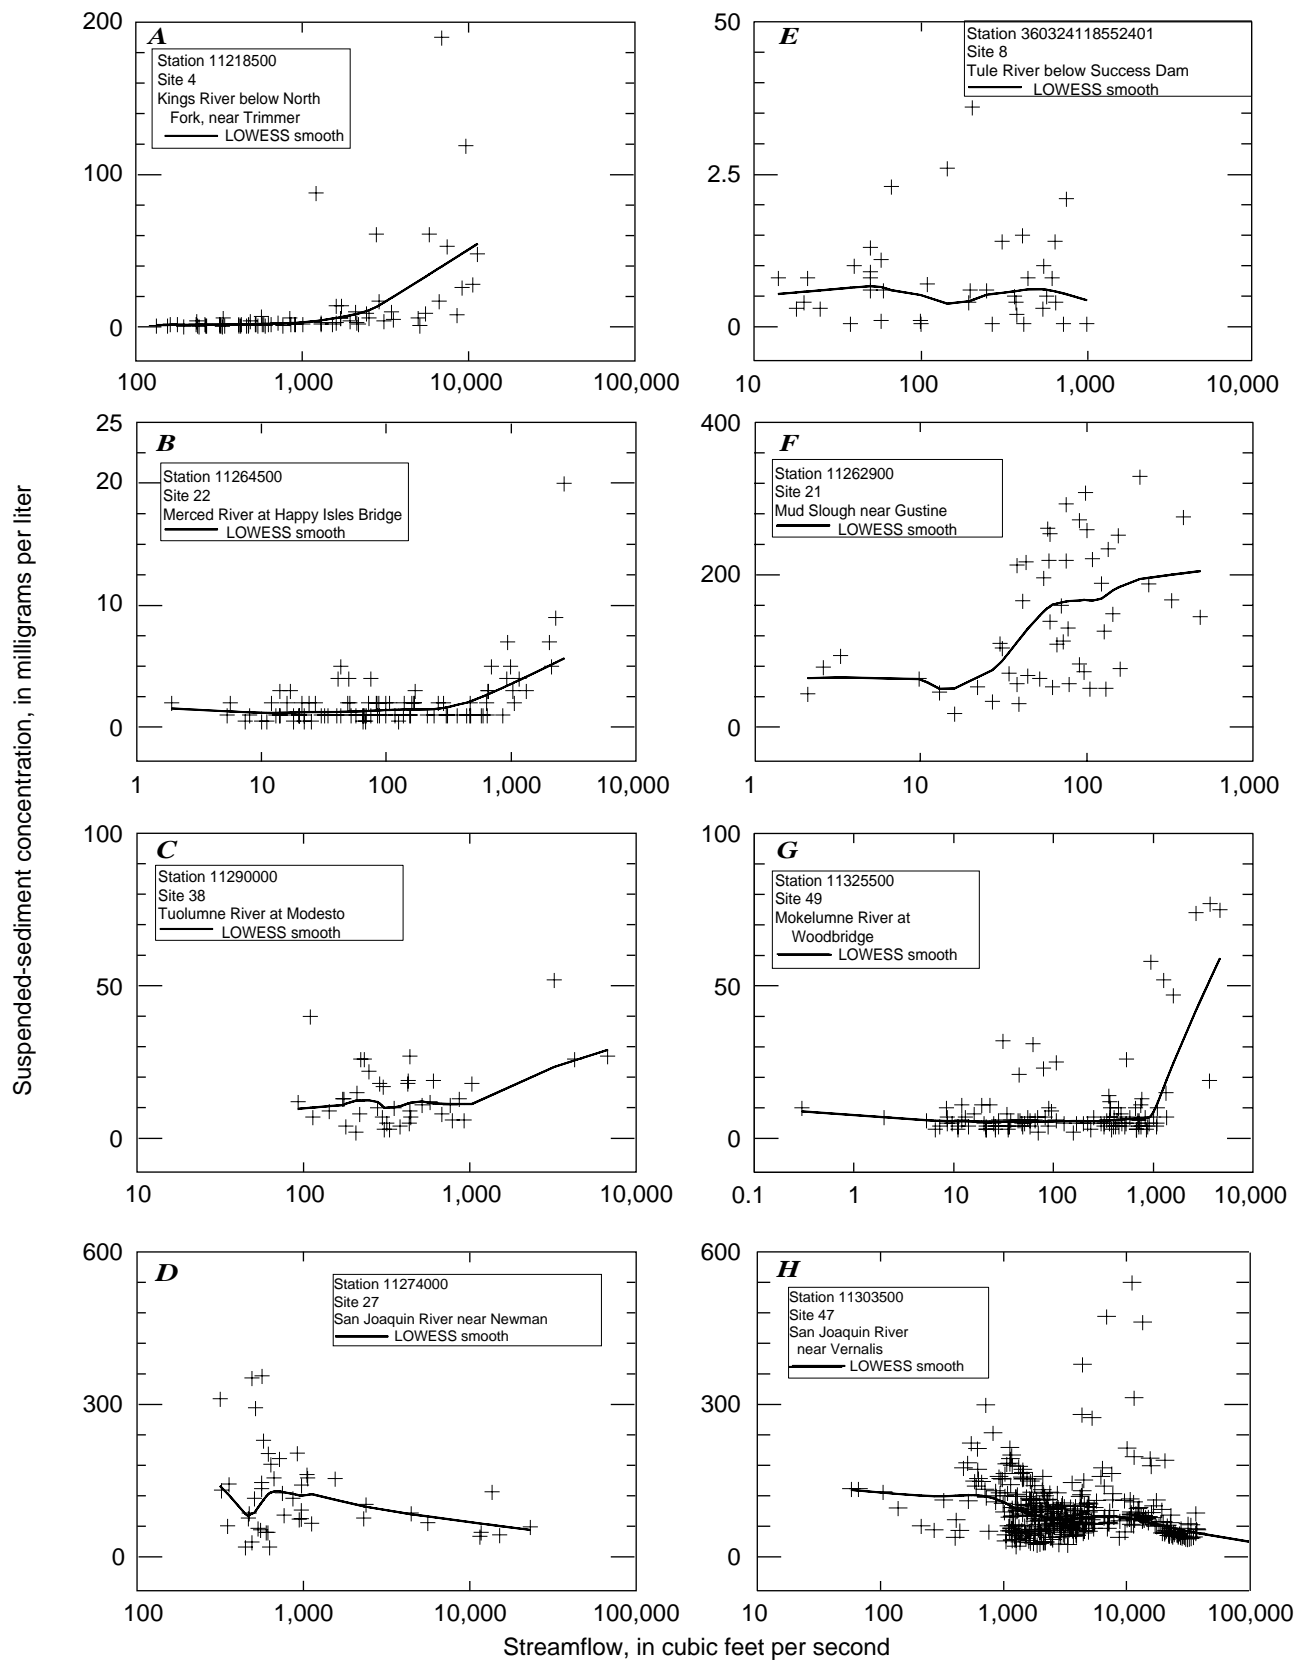 Suspended-sediment concentration, in milligrams per liter
A
Station 11218500
Site 4
Kings River below North
Fork, near Trimmer
LOWESS smooth
200
100
0
100 1,000 10,000 100,000
B
Station 11264500
Site 22
Merced River at Happy Isles Bridge
LOWESS smooth
25
20
10
0
1 10 100 1,000 10,000
C
Station 11290000
Site 38
Tuolumne River at Modesto
LOWESS smooth
100
50
0
10 100 1,000 10,000
D
Station 11274000
Site 27
San Joaquin River near Newman
LOWESS smooth
600
300
0
100 1,000 10,000 100,000
E
Station 360324118552401
Site 8
Tule River below Success Dam
LOWESS smooth
50
2.5
0
10 100 1,000 10,000
F
Station 11262900
Site 21
Mud Slough near Gustine
LOWESS smooth
400
200
0
1 10 100 1,000
G
Station 11325500
Site 49
Mokelumne River at
Woodbridge
LOWESS smooth
100
50
0
0.1 1 10 100 1,000 10,000
H
Station 11303500
Site 47
San Joaquin River
near Vernalis
LOWESS smooth
600
300
0
10 100 1,000 10,000 100,000
Streamflow, in cubic feet per second